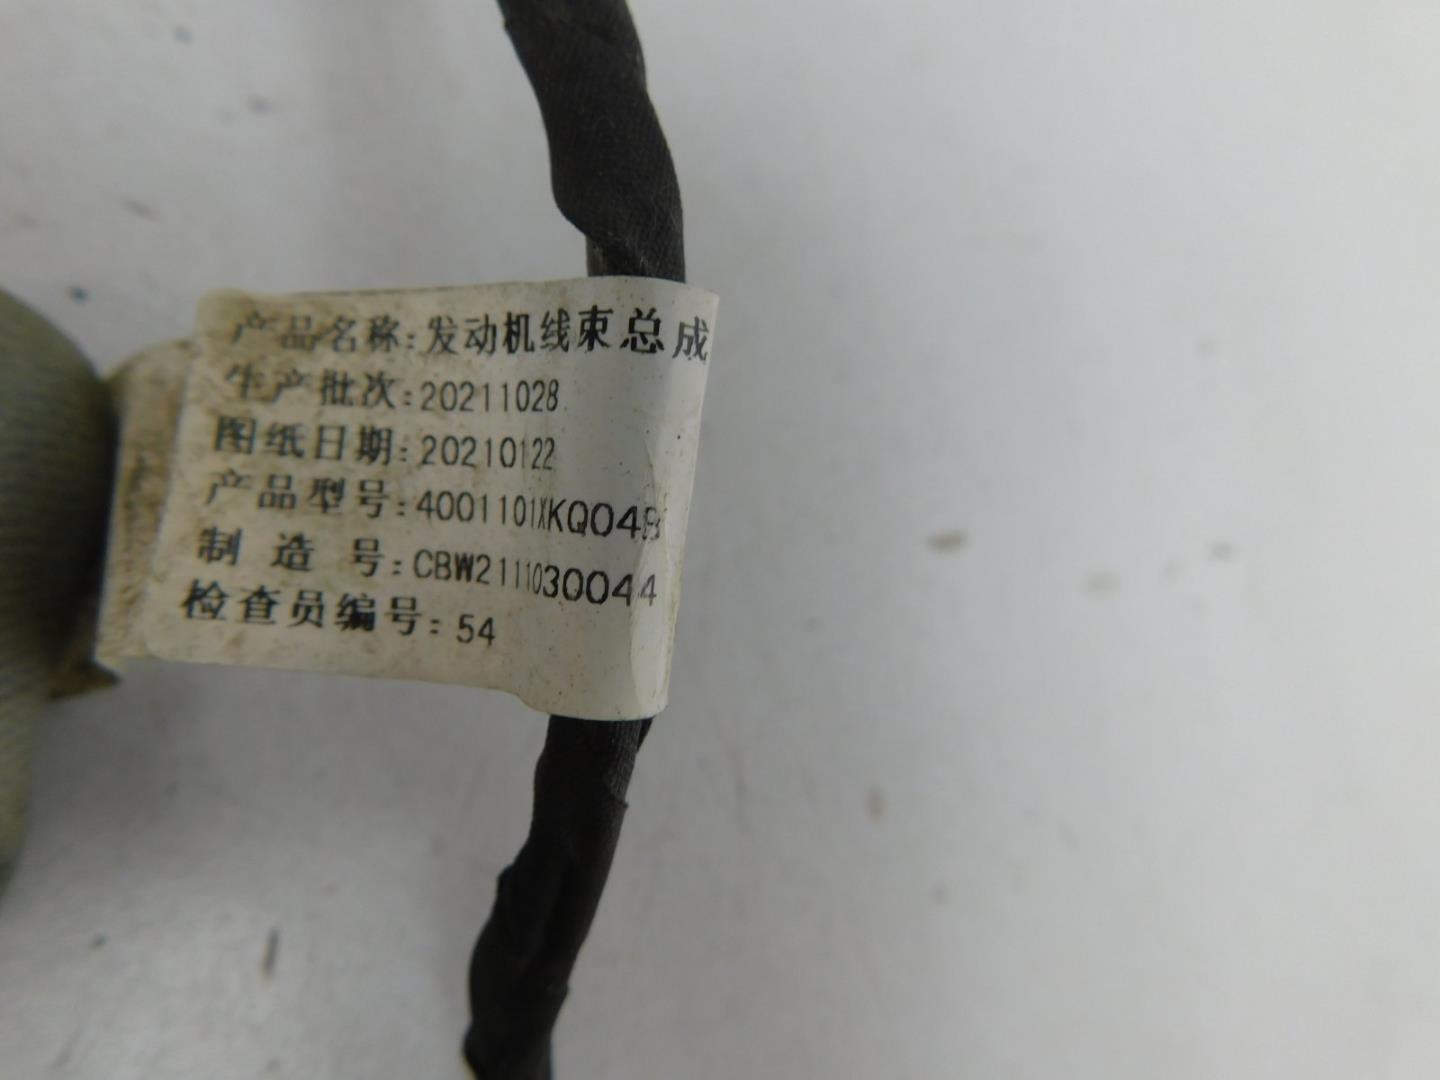 产品名称:发动机线束总成
生产批次:20211028
图纸日期:20210122
产品型号:4001101XKQ04B
制 造 号:CBW2111030044
检查员编号:54